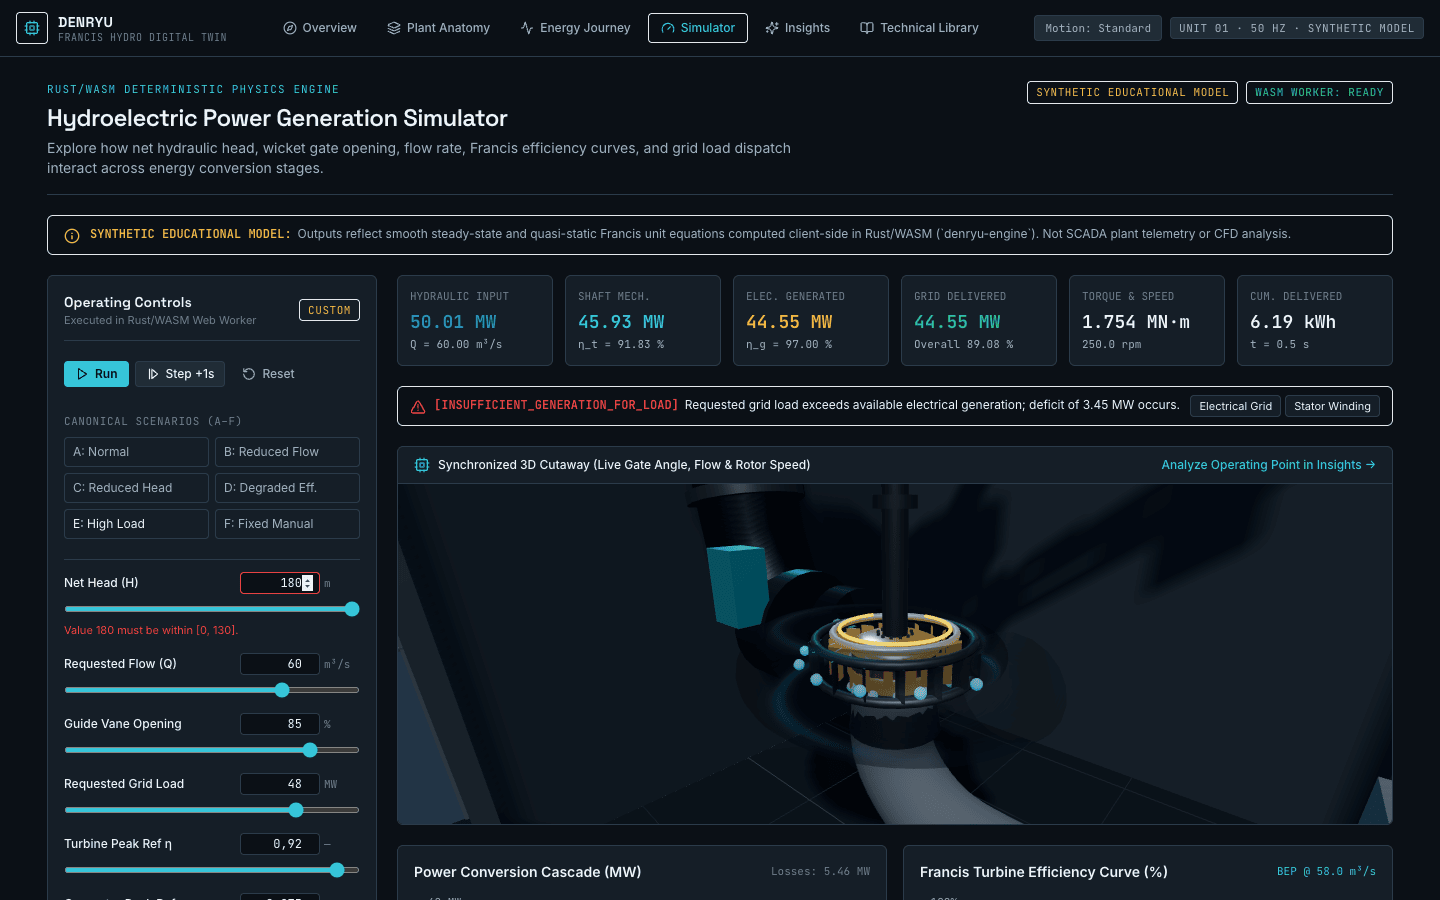 DENRYU
FRANCIS HYDRO DIGITAL TWIN
Overview
Plant Anatomy
Energy Journey
Simulator
Insights
Technical Library
Motion: Standard
UNIT 01 · 50 HZ · SYNTHETIC MODEL
RUST/WASM DETERMINISTIC PHYSICS ENGINE
Hydroelectric Power Generation Simulator
Explore how net hydraulic head, wicket gate opening, flow rate, Francis efficiency curves, and grid load dispatch
interact across energy conversion stages.
SYNTHETIC EDUCATIONAL MODEL
WASM WORKER: READY
SYNTHETIC EDUCATIONAL MODEL: Outputs reflect smooth steady-state and quasi-static Francis unit equations computed client-side in Rust/WASM (`denryu-engine`). Not SCADA plant telemetry or CFD analysis.
Operating Controls
Executed in Rust/WASM Web Worker
CUSTOM
Run
Step +1s
Reset
CANONICAL SCENARIOS (A–F)
A: Normal
B: Reduced Flow
C: Reduced Head
D: Degraded Eff.
E: High Load
F: Fixed Manual
Net Head (H)
180
m
Value 180 must be within [0, 130].
Requested Flow (Q)
60
m³/s
Guide Vane Opening
85
%
Requested Grid Load
48
MW
Turbine Peak Ref η
0,92
—
HYDRAULIC INPUT
50.01 MW
Q = 60.00 m³/s
SHAFT MECH.
45.93 MW
η_t = 91.83 %
ELEC. GENERATED
44.55 MW
η_g = 97.00 %
GRID DELIVERED
44.55 MW
Overall 89.08 %
TORQUE & SPEED
1.754 MN·m
250.0 rpm
CUM. DELIVERED
6.19 kWh
t = 0.5 s
[INSUFFICIENT_GENERATION_FOR_LOAD] Requested grid load exceeds available electrical generation; deficit of 3.45 MW occurs.
Electrical Grid
Stator Winding
Synchronized 3D Cutaway (Live Gate Angle, Flow & Rotor Speed)
Analyze Operating Point in Insights →
Power Conversion Cascade (MW)
Losses: 5.46 MW
Francis Turbine Efficiency Curve (%)
BEP @ 58.0 m³/s